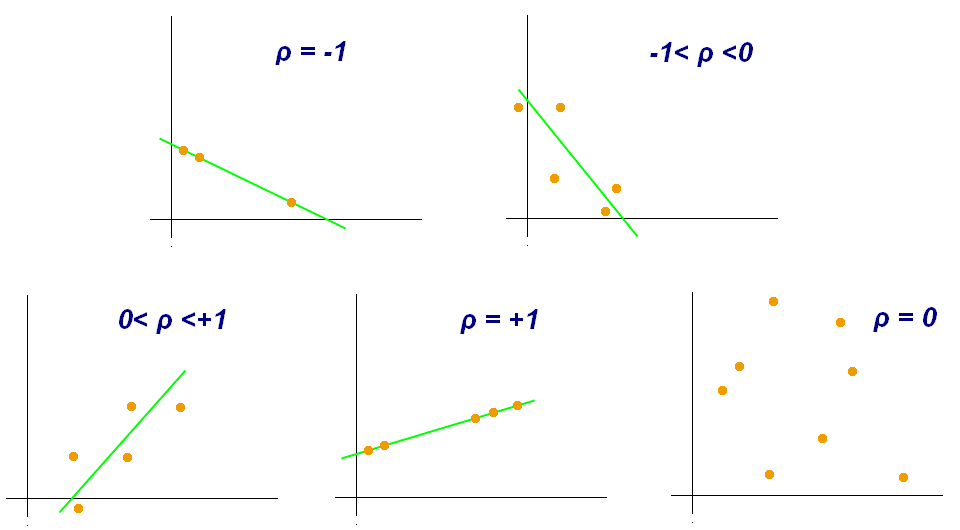 ρ = -1
-1< ρ <0
0< ρ <+1
ρ = +1
ρ = 0